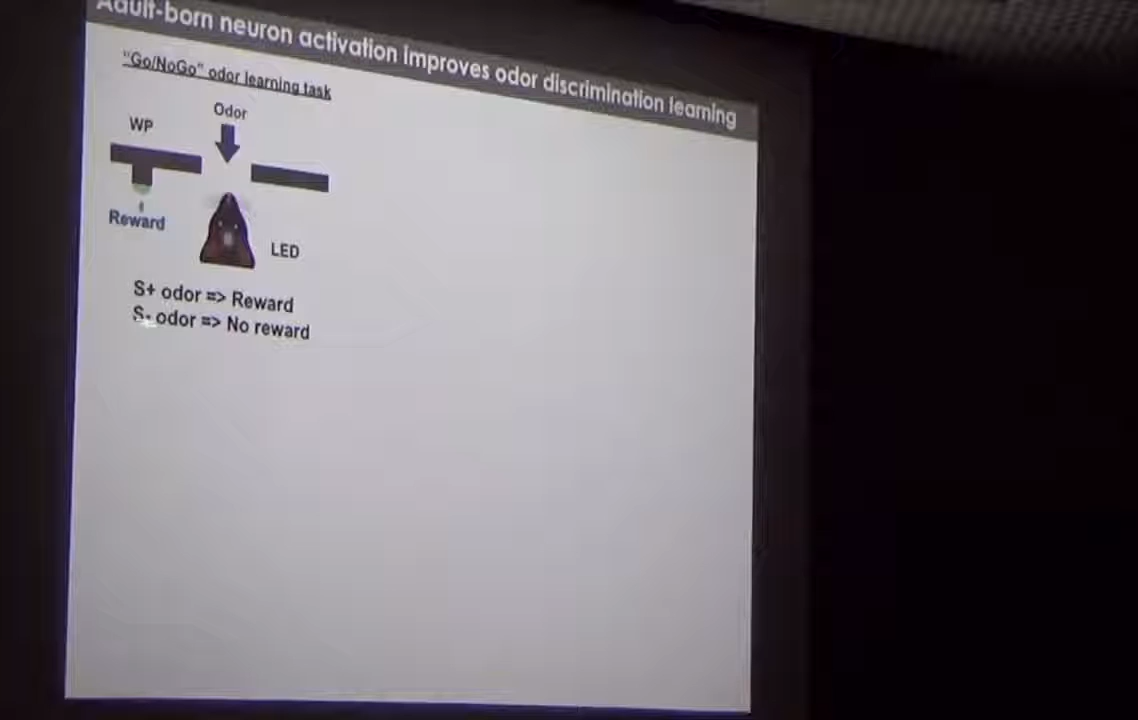 Adult-born neuron activation improves odor discrimination learning
"Go/NoGo" odor learning task
Odor
WP
Reward
LED
S+ odor => Reward
S- odor => No reward